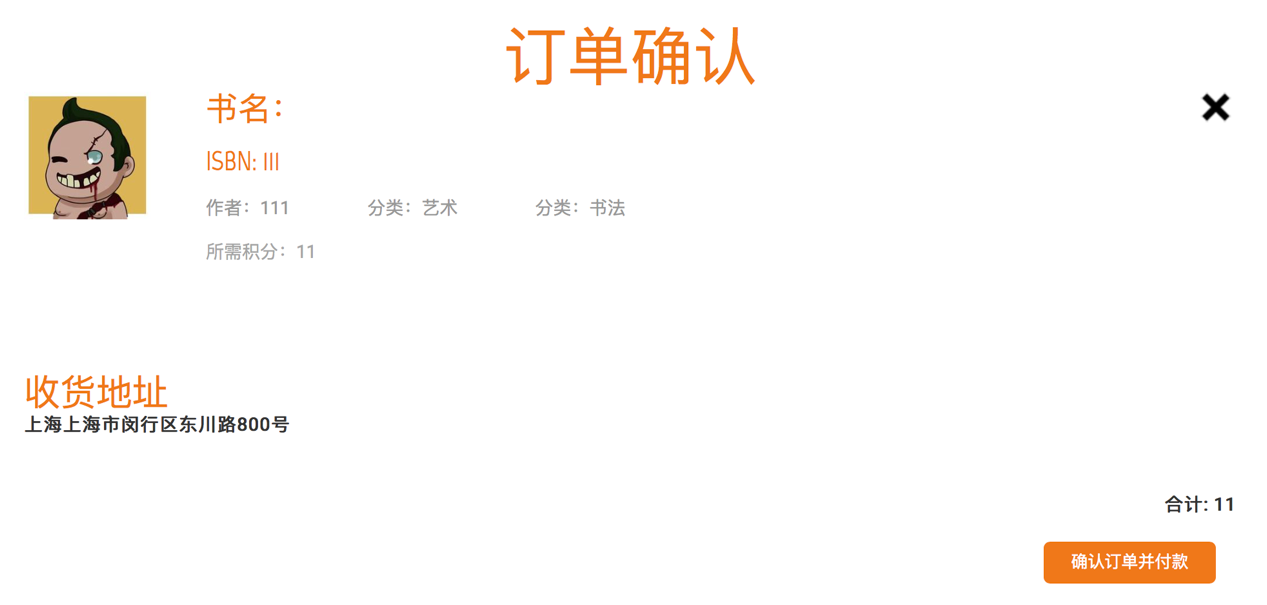 订单确认
书名：
ISBN: 111
作者：111 分类：艺术 分类：书法
所需积分：11
收货地址
上海上海市闵行区东川路800号
合计: 11
确认订单并付款